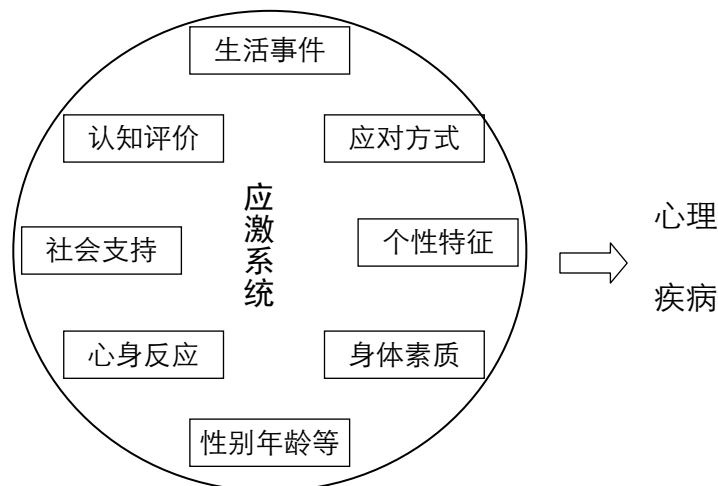 生活事件
认知评价
应对方式
应激系统
社会支持
个性特征
心身反应
身体素质
性别年龄等
心理
疾病